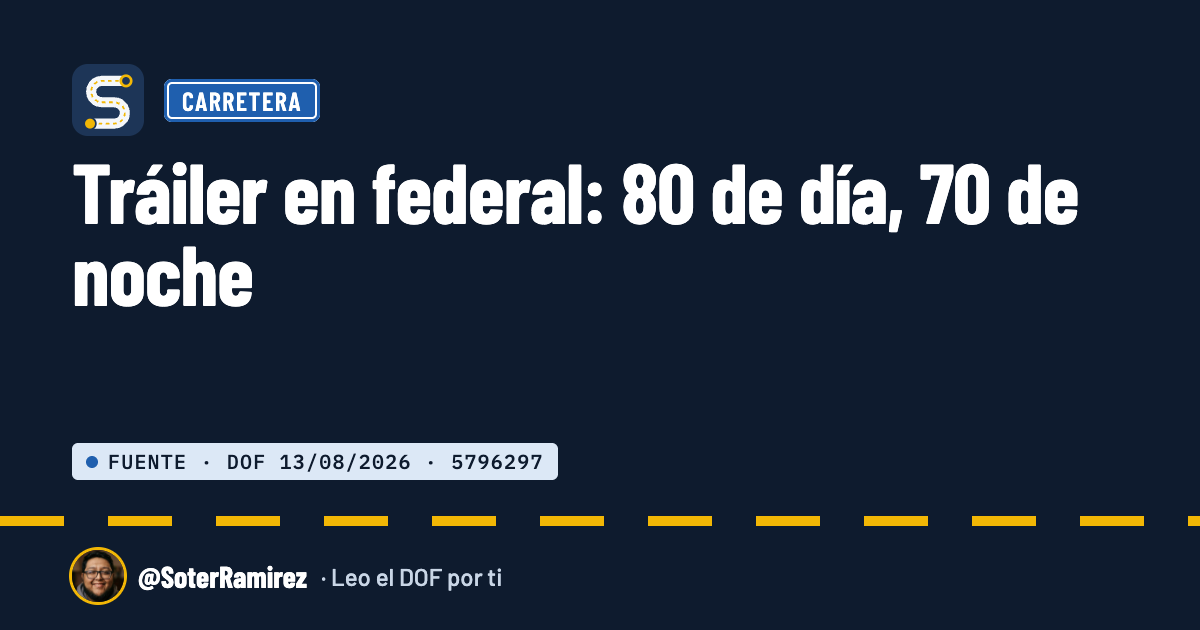 CARRETERA
Tráiler en federal: 80 de día, 70 de
noche
FUENTE · DOF 13/08/2026 · 5796297
@SoterRamirez · Leo el DOF por ti